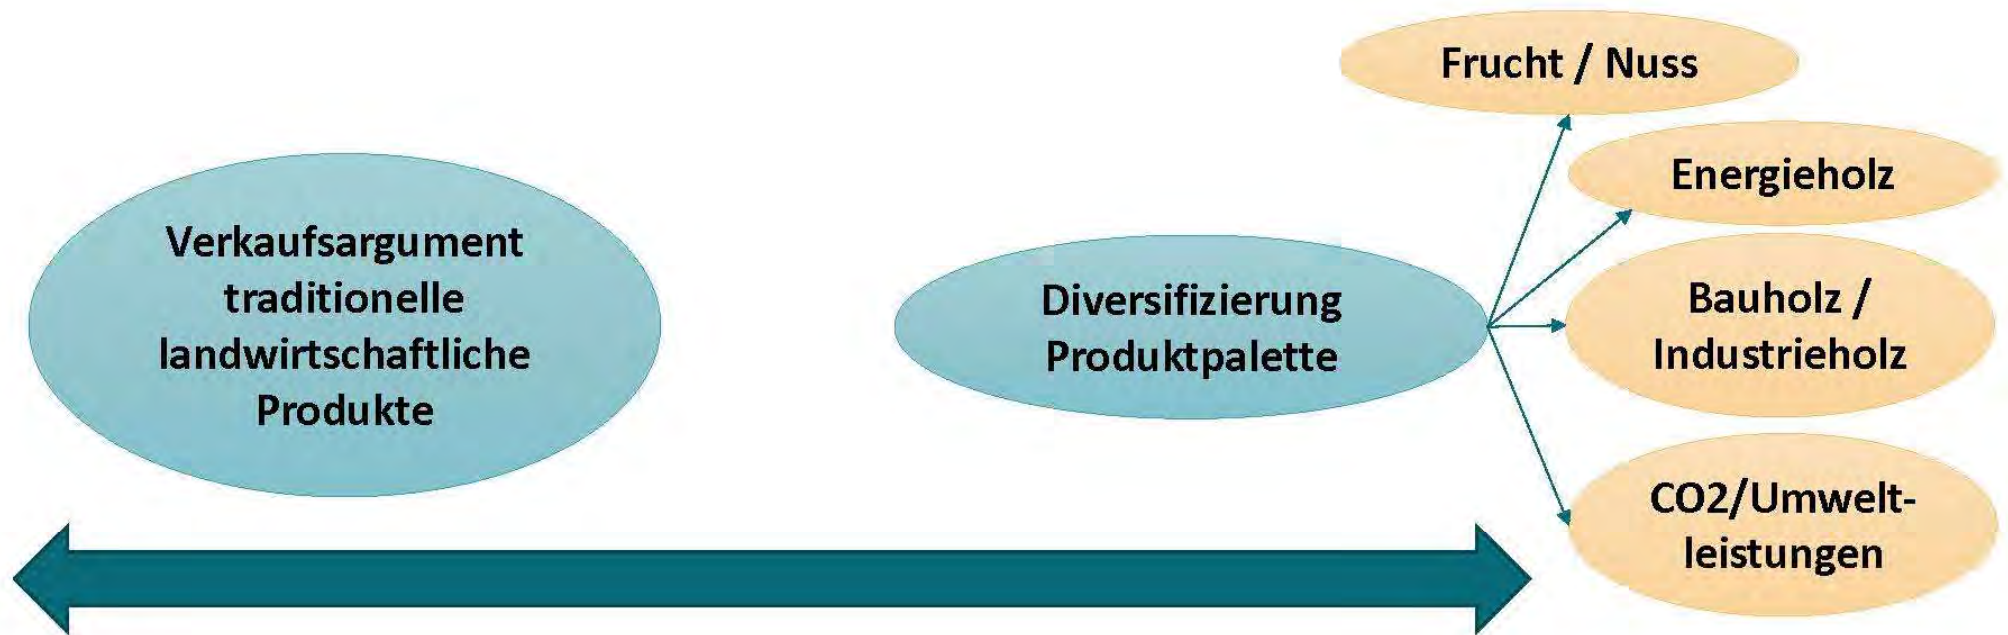 Frucht / Nuss
Energieholz
Verkaufsargument
traditionelle
landwirtschaftliche
Produkte
Diversifizierung
Produktpalette
Bauholz /
Industrieholz
CO2/Umwelt-
leistungen